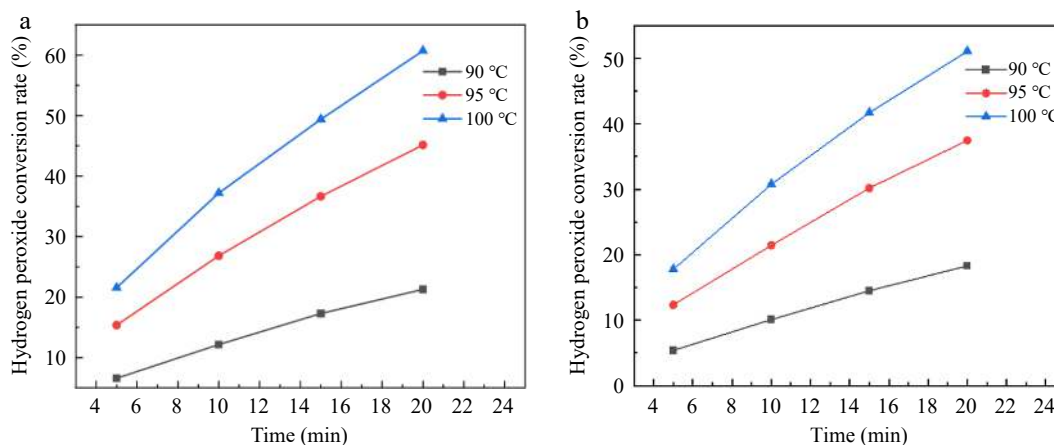 a
Hydrogen peroxide conversion rate (%)
60
50
40
30
20
10
4 6 8 10 12 14 16 18 20 22 24
Time (min)
90 ℃
95 ℃
100 ℃
b
Hydrogen peroxide conversion rate (%)
50
40
30
20
10
0
4 6 8 10 12 14 16 18 20 22 24
Time (min)
90 ℃
95 ℃
100 ℃